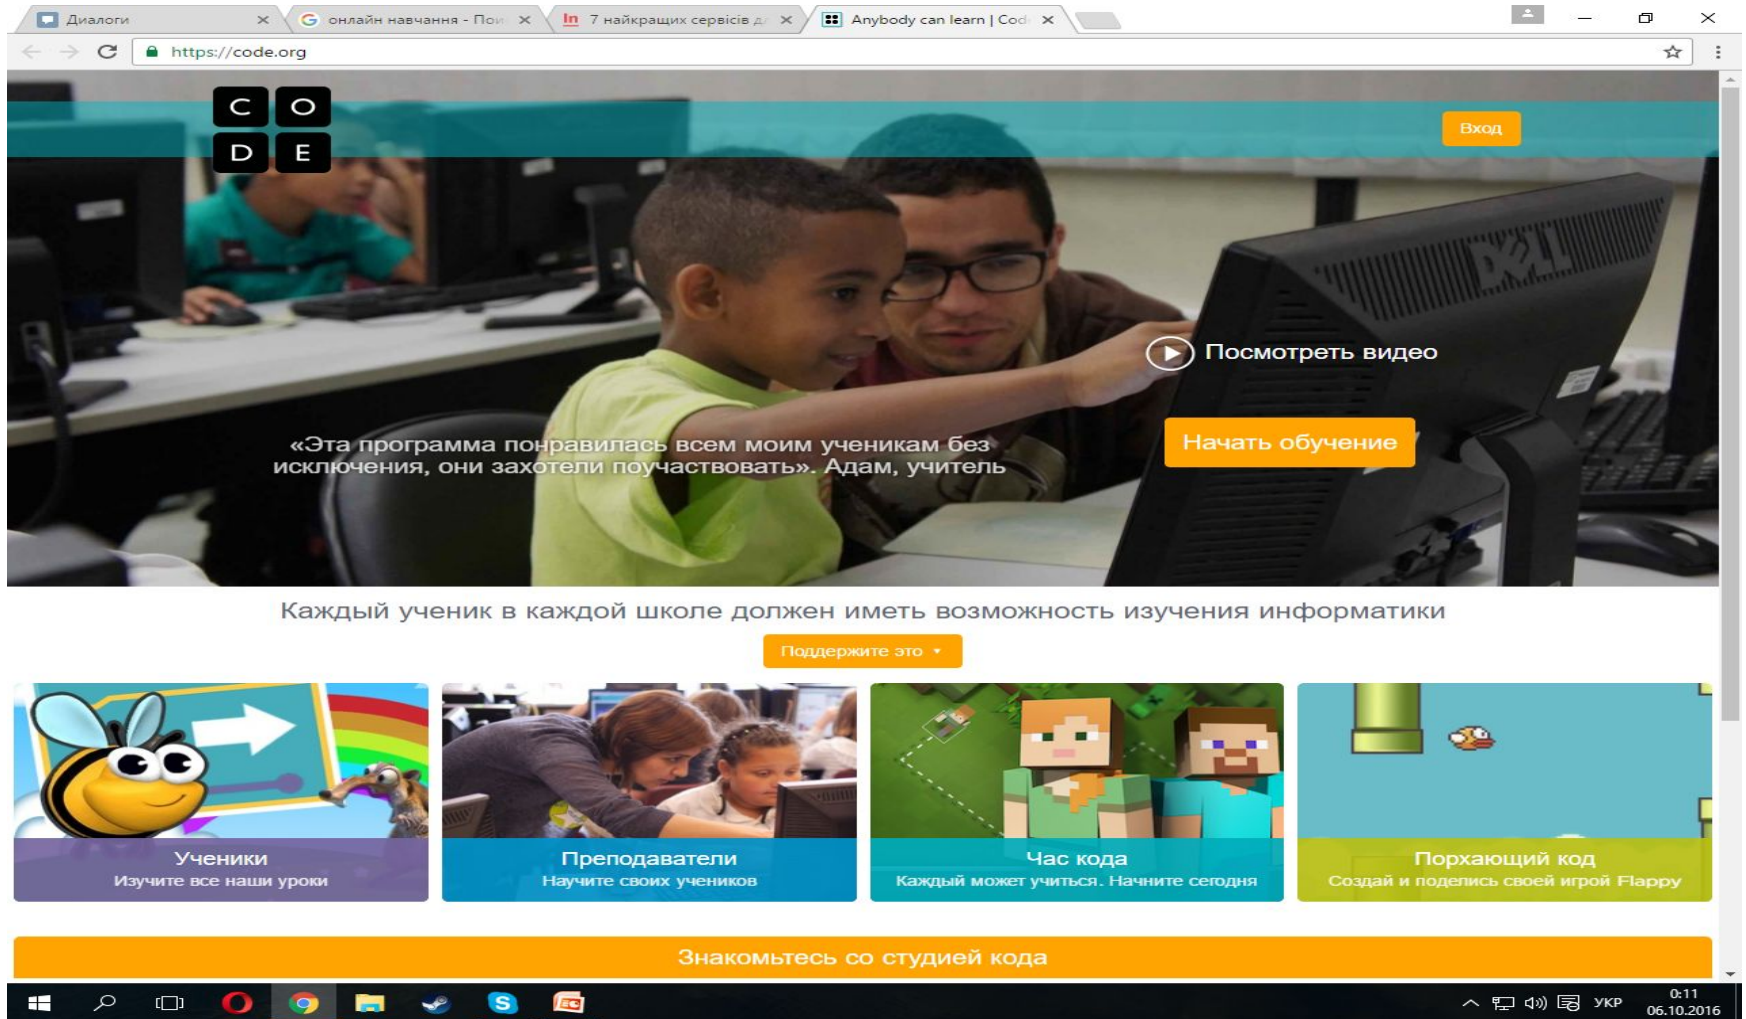 Диалоги
онлайн навчання - Пои
7 найкращих сервісів д
Anybody can learn | Cod
https://code.org
C O
D E
Вход
DELL
Посмотреть видео
«Эта программа понравилась всем моим ученикам без
исключения, они захотели поучаствовать». Адам, учитель
Начать обучение
Каждый ученик в каждой школе должен иметь возможность изучения информатики
Поддержите это
Ученики
Изучите все наши уроки
Преподаватели
Научите своих учеников
Час кода
Каждый может учиться. Начните сегодня
Порхающий код
Создай и поделись своей игрой Flappy
Знакомьтесь со студией кода
УКР
0:11
06.10.2016